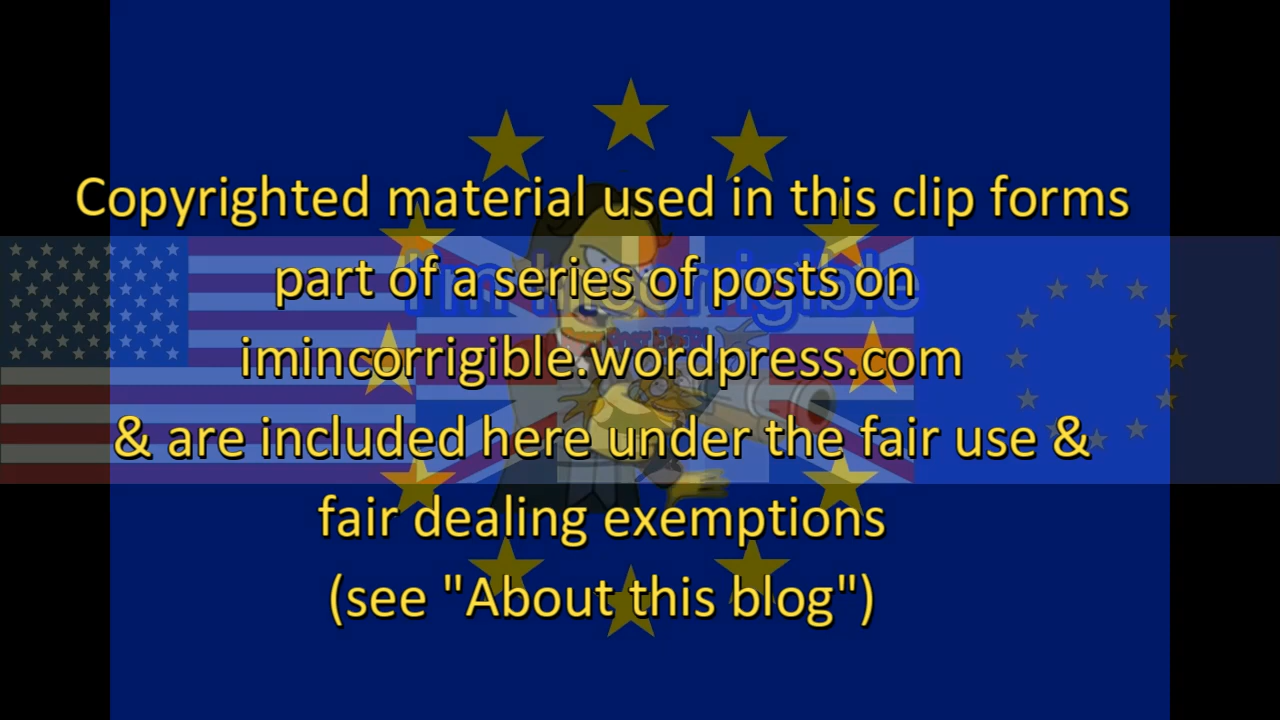 Copyrighted material used in this clip forms
part of a series of posts on
imincorrigible.wordpress.com
& are included here under the fair use &
fair dealing exemptions
(see "About this blog")